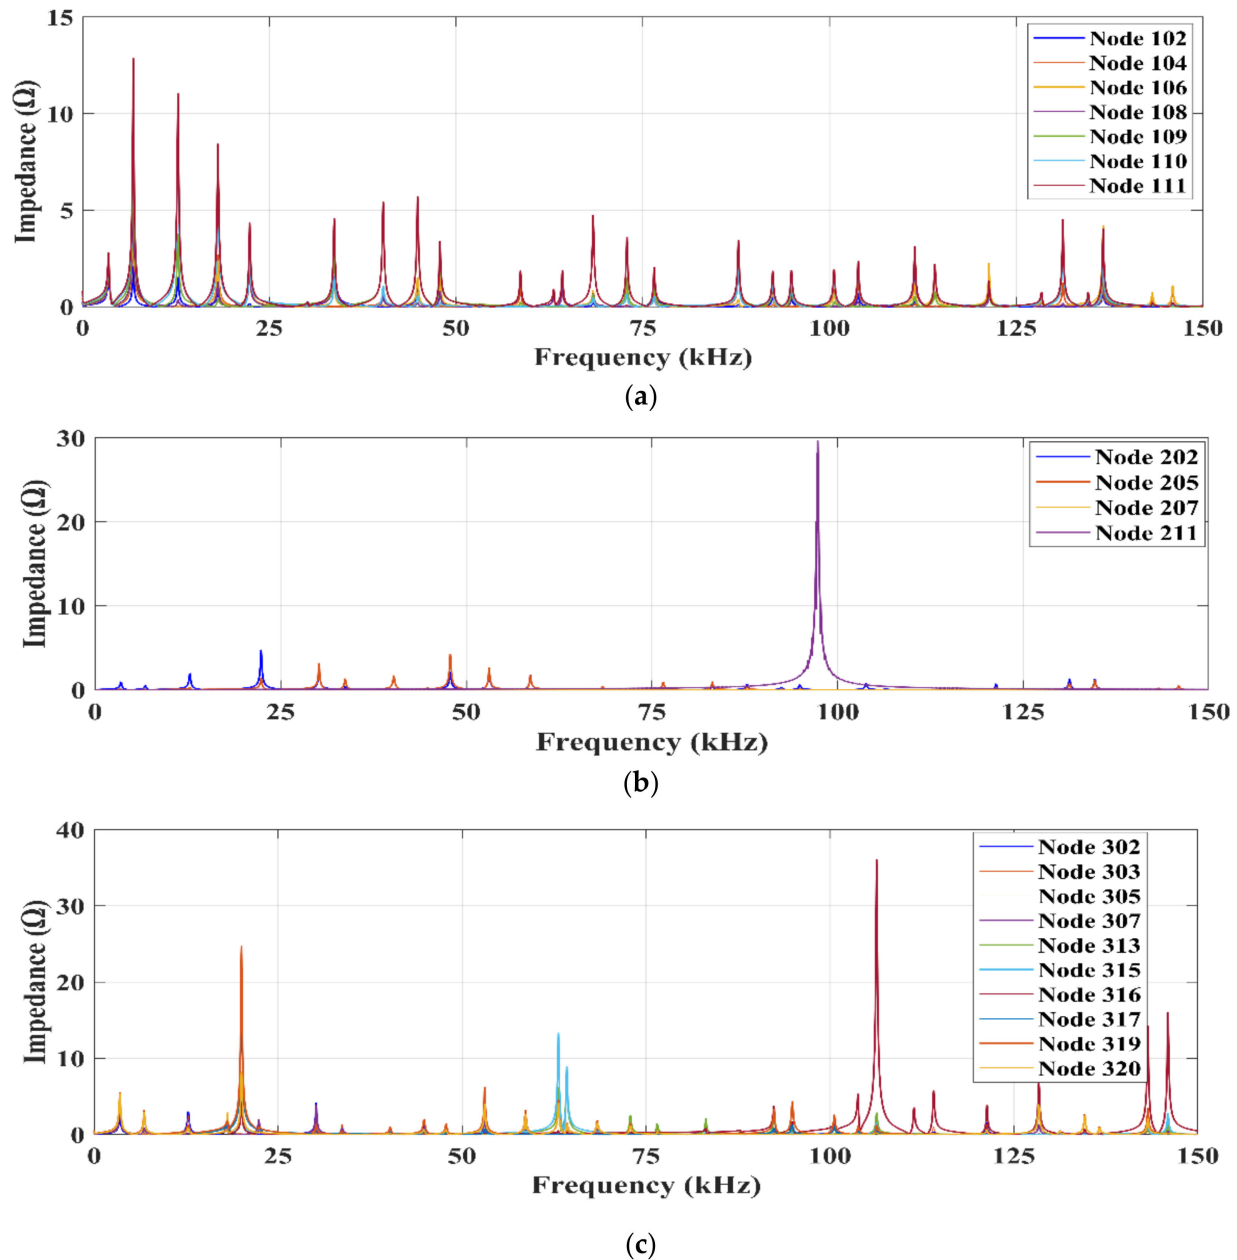 15
10
5
0
Impedance (Ω)
Node 102
Node 104
Node 106
Node 108
Node 109
Node 110
Node 111
0 25 50 75 100 125 150
Frequency (kHz)
(a)
30
20
10
0
Impedance (Ω)
Node 202
Node 205
Node 207
Node 211
0 25 50 75 100 125 150
Frequency (kHz)
(b)
40
30
20
10
0
Impedance (Ω)
Node 302
Node 303
Node 305
Node 307
Node 313
Node 315
Node 316
Node 317
Node 319
Node 320
0 25 50 75 100 125 150
Frequency (kHz)
(c)